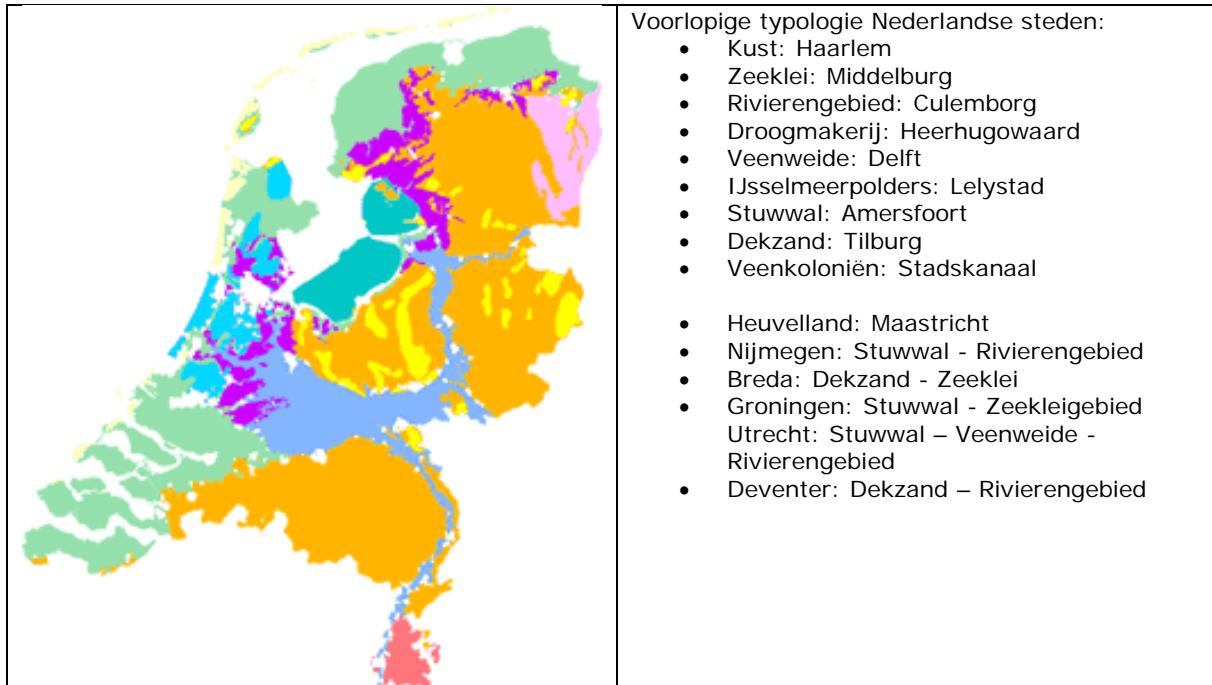 Voorlopige typologie Nederlandse steden:
• Kust: Haarlem
• Zeeklei: Middelburg
• Rivierengebied: Culemborg
• Droogmakerij: Heerhugowaard
• Veenweide: Delft
• IJsselmeerpolders: Lelystad
• Stuwwal: Amersfoort
• Dekzand: Tilburg
• Veenkoloniën: Stadskanaal
• Heuvelland: Maastricht
• Nijmegen: Stuwwal - Rivierengebied
• Breda: Dekzand - Zeeklei
• Groningen: Stuwwal - Zeekleigebied
Utrecht: Stuwwal – Veenweide -
Rivierengebied
• Deventer: Dekzand – Rivierengebied